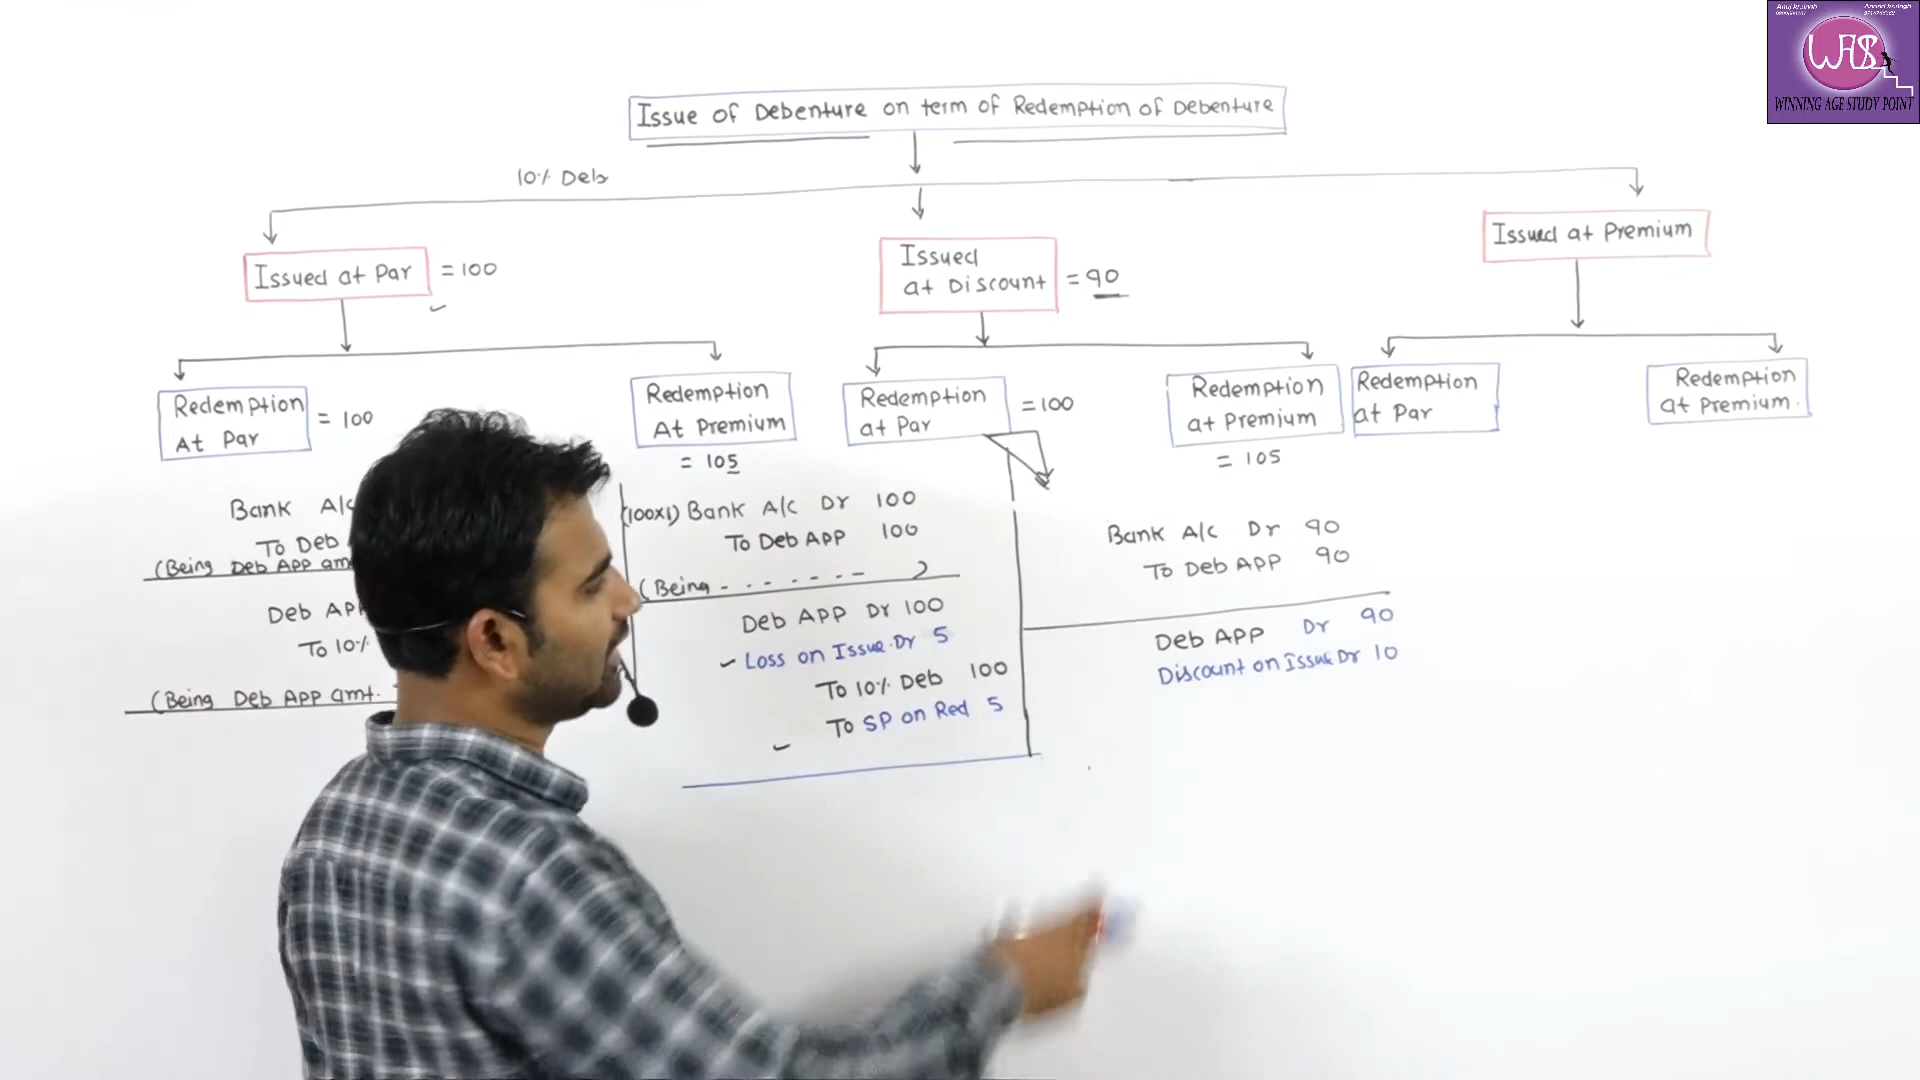 Issue of Debenture on term of Redemption of Debenture
10% Deb
Issued at Par = 100
Issued
at Discount = 90
Issued at Premium
Redemption
At Par = 100
Redemption
At Premium
= 105
Redemption
at Par = 100
Redemption
at Premium
= 105
Redemption
at Par
Redemption
at Premium.
Bank A/c
To Deb
(Being Deb App
Deb
To 10%
(Being Deb App amt.
(100x1) Bank A/c Dr 100
To Deb App 100
(Being - - - - - - - )
Deb App Dr 100
Loss on Issue.Dr 5
To 10% Deb 100
To SP on Red 5
Bank A/c Dr 90
To Deb App 90
Deb App Dr 90
Discount on Issue Dr 10
WAS
WINNING AGE STUDY POINT